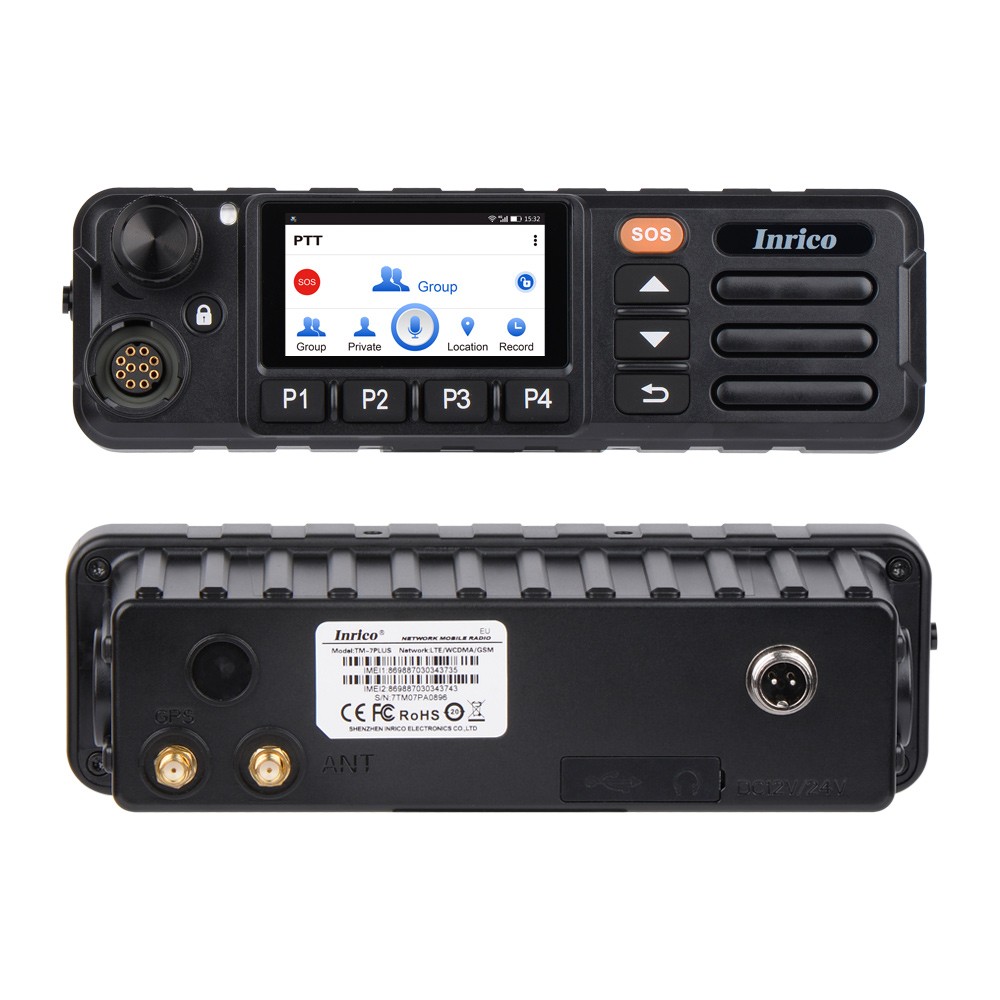 15:32
PTT
SOS
Group
Group
Private
Location
Record
P1
P2
P3
P4
SOS
Inrico
Inrico®
EU
NETWORK MOBILE RADIO
Model:TM-7PLUS Network:LTE/WCDMA/GSM
IMEI1:869887030343735
IMEI2:869887030343743
S/N:7TM07PA0896
CE FC RoHS 20
SHENZHEN INRICO ELECTRONICS CO.,LTD
GPS
ANT
DC12V/24V